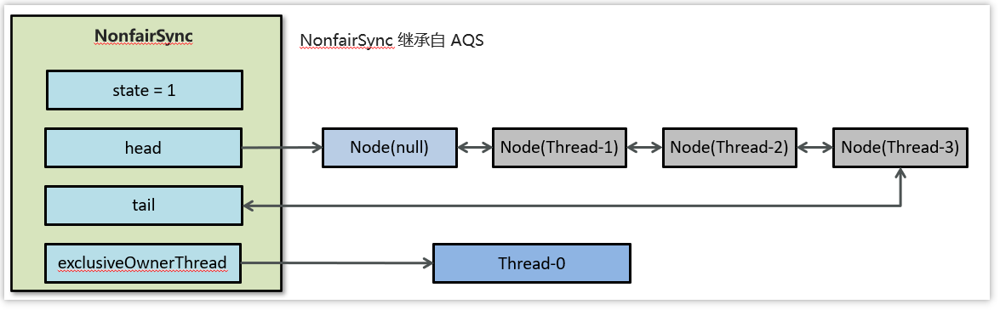 NonfairSync
NonfairSync 继承自 AQS
state = 1
head
Node(null)
Node(Thread-1)
Node(Thread-2)
Node(Thread-3)
tail
exclusiveOwnerThread
Thread-0